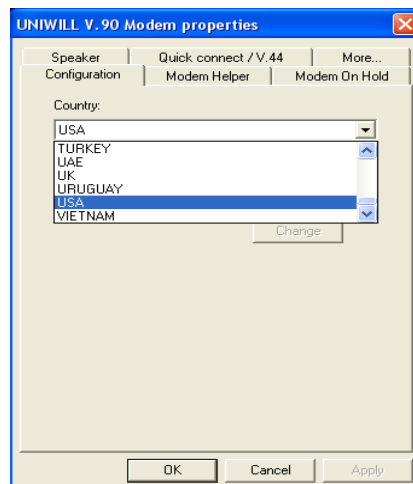 UNIWILL V.90 Modem properties
Speaker
Quick connect / V.44
More...
Configuration
Modem Helper
Modem On Hold
Country:
USA
TURKEY
UAE
UK
URUGUAY
USA
VIETNAM
Change
OK
Cancel
Apply